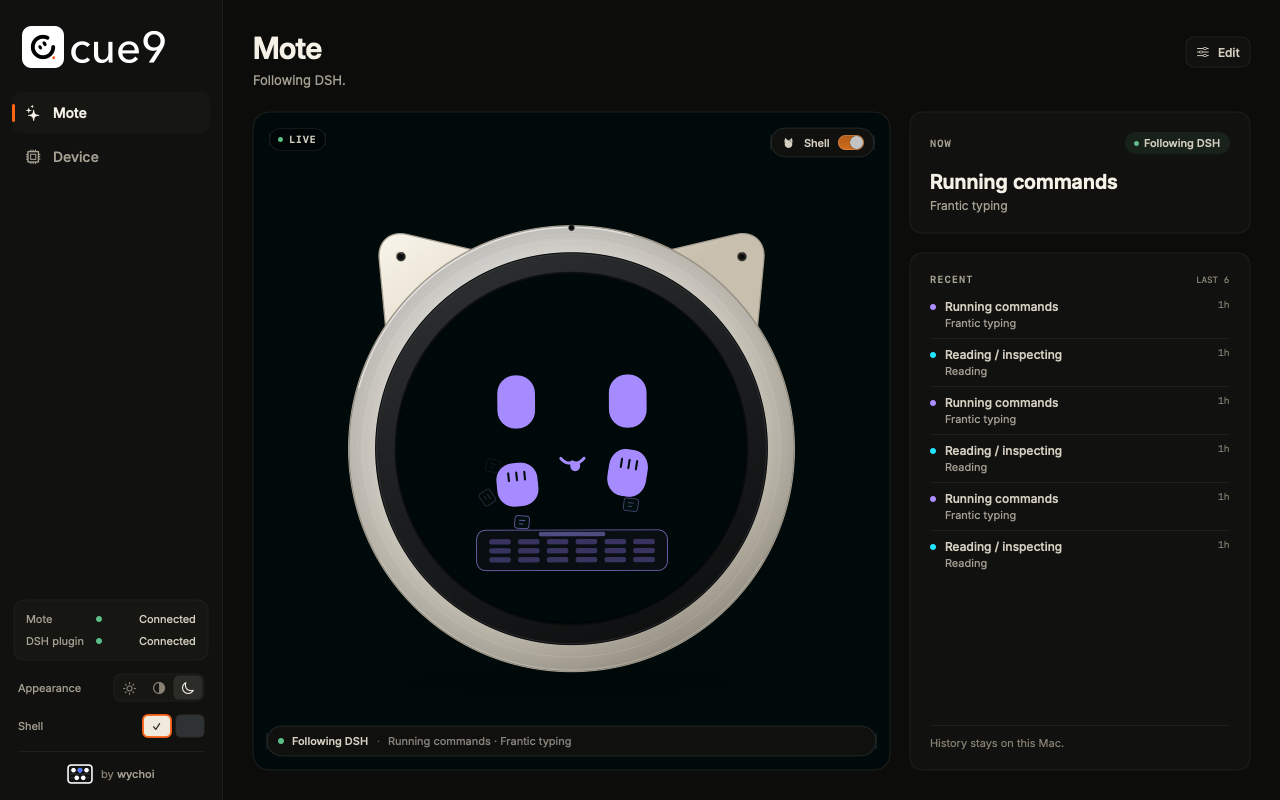 cue9
Mote
Device
Mote Connected
DSH plugin Connected
Appearance
Shell
by wychoi
Mote
Following DSH.
Edit
LIVE
Shell
Following DSH · Running commands · Frantic typing
NOW
Following DSH
Running commands
Frantic typing
RECENT
LAST 6
Running commands 1h
Frantic typing
Reading / inspecting 1h
Reading
Running commands 1h
Frantic typing
Reading / inspecting 1h
Reading
Running commands 1h
Frantic typing
Reading / inspecting 1h
Reading
History stays on this Mac.